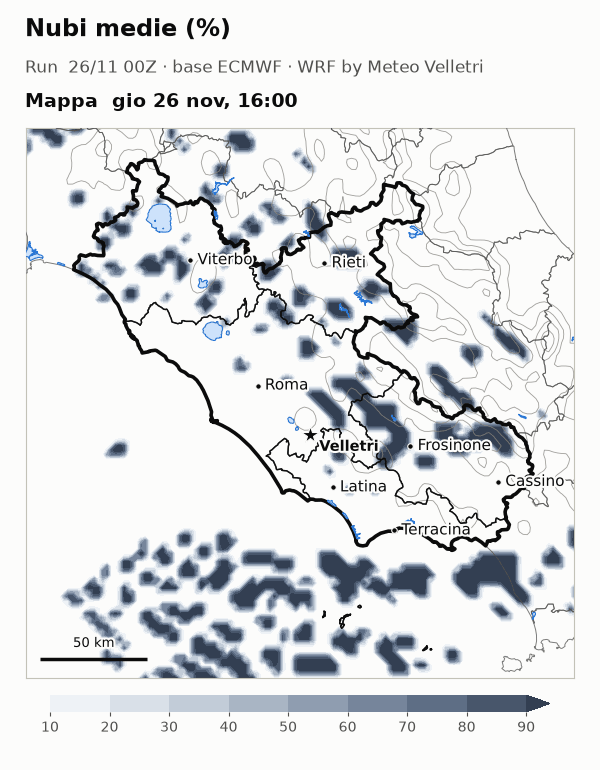 Nubi medie (%)
Run 26/11 00Z · base ECMWF · WRF by Meteo Velletri
Mappa gio 26 nov, 16:00
Viterbo
Rieti
Roma
Velletri
Frosinone
Latina
Cassino
Terracina
50 km
10 20 30 40 50 60 70 80 90